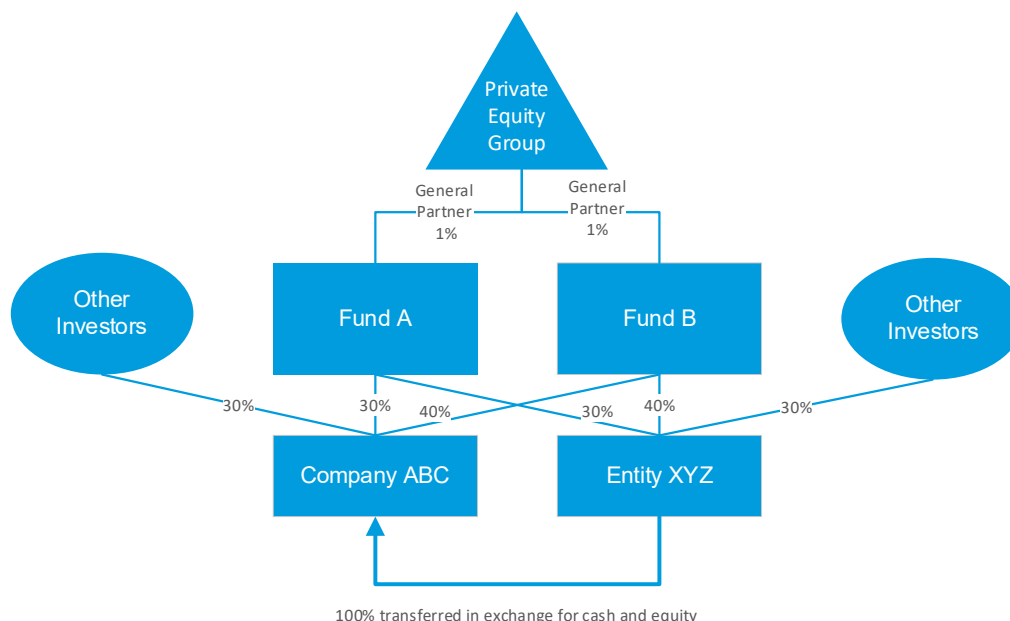 Private
Equity
Group
General
Partner
1%
General
Partner
1%
Other
Investors
Fund A
Fund B
Other
Investors
30%
30%
40%
30%
40%
30%
Company ABC
Entity XYZ
100% transferred in exchange for cash and equity